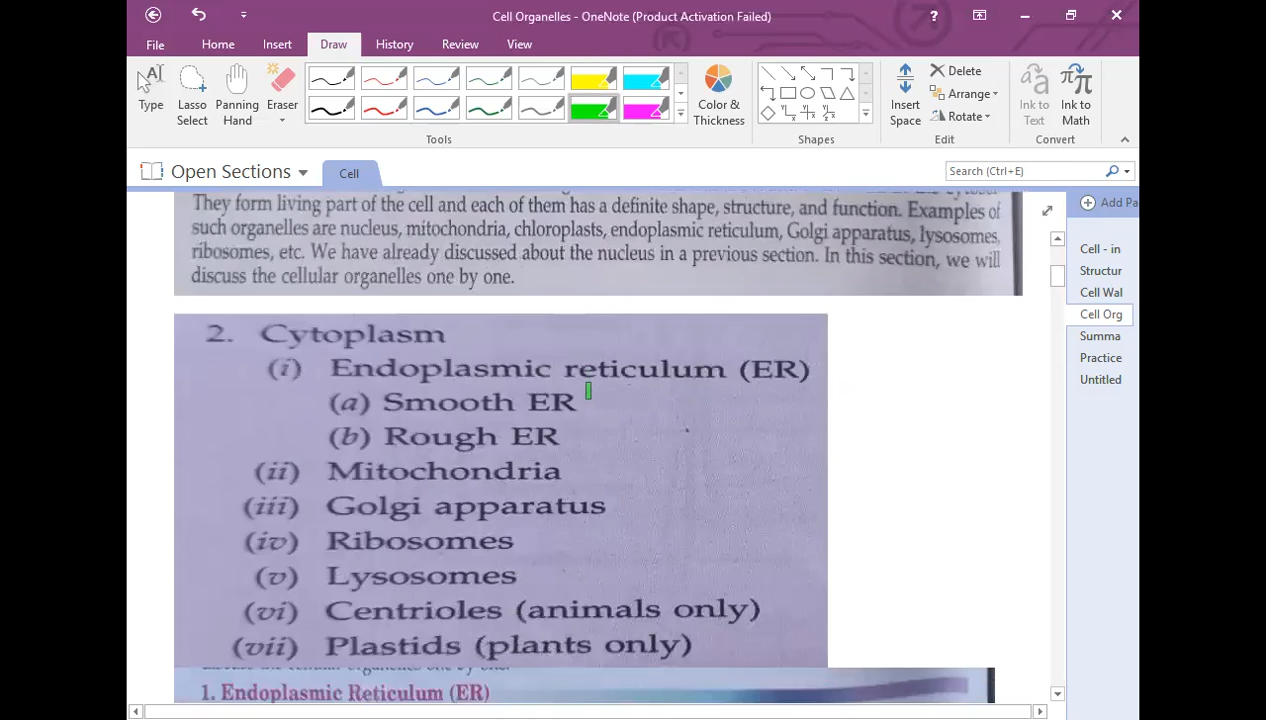 Cell Organelles - OneNote (Product Activation Failed)
File Home Insert Draw History Review View
Type
Lasso Select
Panning Hand
Eraser
Color & Thickness
Insert Space
Delete
Arrange
Rotate
Ink to Text
Ink to Math
Tools Shapes Edit Convert
Open Sections Cell Search (Ctrl+E)
Add Pa
Cell - in
Structur
Cell Wal
Cell Org
Summa
Practice
Untitled
They form living part of the cell and each of them has a definite shape, structure, and function. Examples of
such organelles are nucleus, mitochondria, chloroplasts, endoplasmic reticulum, Golgi apparatus, lysosomes,
ribosomes, etc. We have already discussed about the nucleus in a previous section. In this section, we will
discuss the cellular organelles one by one.
2. Cytoplasm
(i) Endoplasmic reticulum (ER)
(a) Smooth ER
(b) Rough ER
(ii) Mitochondria
(iii) Golgi apparatus
(iv) Ribosomes
(v) Lysosomes
(vi) Centrioles (animals only)
(vii) Plastids (plants only)
1. Endoplasmic Reticulum (ER)